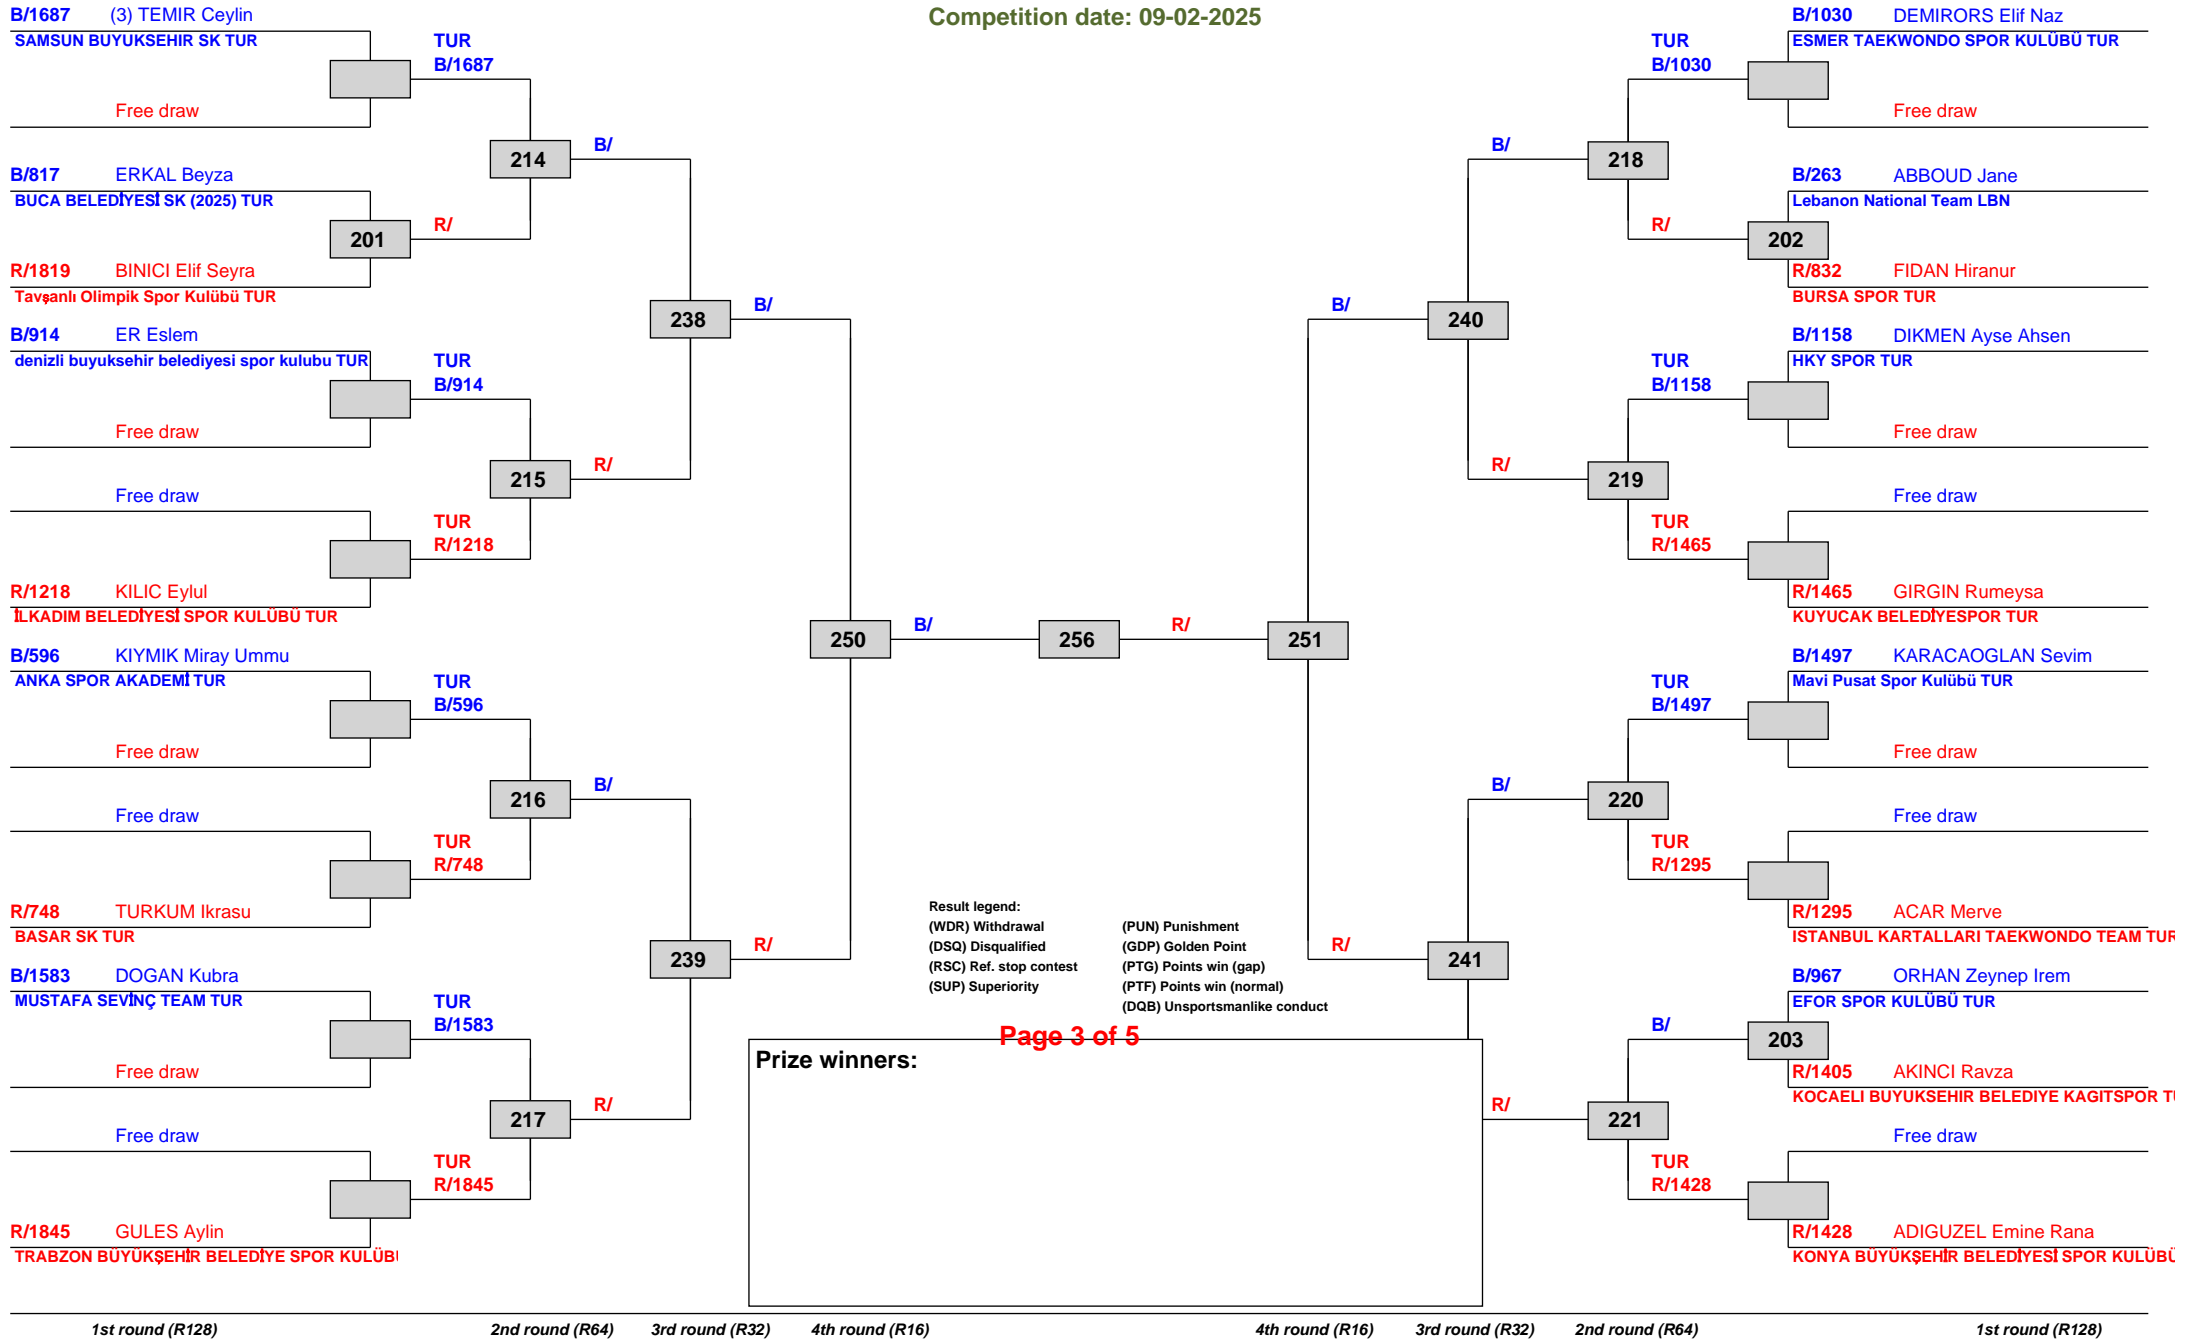 Competition date: 09-02-2025
B/1687 (3) TEMIR Ceylin
SAMSUN BUYUKSEHIR SK TUR
TUR
B/1687
Free draw
214
B/
B/817 ERKAL Beyza
BUCA BELEDİYESİ SK (2025) TUR
201
R/
R/1819 BINICI Elif Seyra
Tavşanlı Olimpik Spor Kulübü TUR
238
B/
B/914 ER Eslem
denizli buyuksehir belediyesi spor kulubu TUR
TUR
B/914
Free draw
215
R/
Free draw
TUR
R/1218
R/1218 KILIC Eylul
İLKADIM BELEDİYESİ SPOR KULÜBÜ TUR
250
B/
256
R/
251
B/596 KIYMIK Miray Ummu
ANKA SPOR AKADEMİ TUR
TUR
B/596
Free draw
216
B/
Free draw
TUR
R/748
R/748 TURKUM Ikrasu
BASAR SK TUR
239
R/
B/1583 DOGAN Kubra
MUSTAFA SEVİNÇ TEAM TUR
TUR
B/1583
Free draw
217
R/
Free draw
TUR
R/1845
R/1845 GULES Aylin
TRABZON BÜYÜKŞEHİR BELEDİYE SPOR KULÜBÜ
B/1030 DEMIRORS Elif Naz
ESMER TAEKWONDO SPOR KULÜBÜ TUR
TUR
B/1030
Free draw
B/
218
B/263 ABBOUD Jane
Lebanon National Team LBN
R/
202
R/832 FIDAN Hiranur
BURSA SPOR TUR
B/
240
B/1158 DIKMEN Ayse Ahsen
HKY SPOR TUR
TUR
B/1158
Free draw
R/
219
Free draw
TUR
R/1465
R/1465 GIRGIN Rumeysa
KUYUCAK BELEDİYESPOR TUR
B/1497 KARACAOGLAN Sevim
Mavi Pusat Spor Kulübü TUR
TUR
B/1497
Free draw
B/
220
Free draw
TUR
R/1295
R/1295 ACAR Merve
ISTANBUL KARTALLARI TAEKWONDO TEAM TUR
R/
241
B/967 ORHAN Zeynep Irem
EFOR SPOR KULÜBÜ TUR
B/
203
R/1405 AKINCI Ravza
KOCAELI BUYUKSEHIR BELEDIYE KAGITSPOR TU
R/
221
Free draw
TUR
R/1428
R/1428 ADIGUZEL Emine Rana
KONYA BÜYÜKŞEHİR BELEDİYESİ SPOR KULÜBÜ
Result legend:
(WDR) Withdrawal (PUN) Punishment
(DSQ) Disqualified (GDP) Golden Point
(RSC) Ref. stop contest (PTG) Points win (gap)
(SUP) Superiority (PTF) Points win (normal)
(DQB) Unsportsmanlike conduct
Page 3 of 5
Prize winners:
1st round (R128) 2nd round (R64) 3rd round (R32) 4th round (R16) 4th round (R16) 3rd round (R32) 2nd round (R64) 1st round (R128)